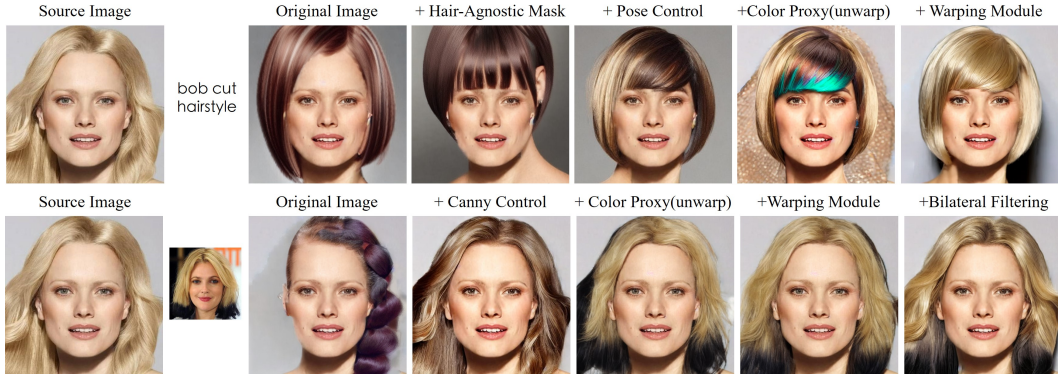 Source Image
Original Image
+ Hair-Agnostic Mask
+ Pose Control
+Color Proxy(unwarp)
+ Warping Module
bob cut
hairstyle
Source Image
Original Image
+ Canny Control
+ Color Proxy(unwarp)
+Warping Module
+Bilateral Filtering